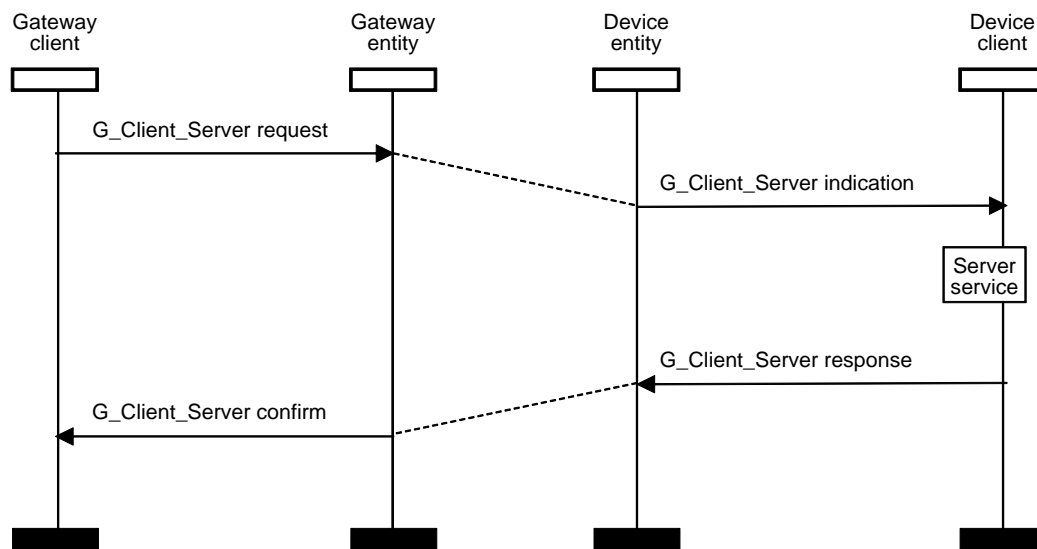 Gateway
client
Gateway
entity
Device
entity
Device
client
G_Client_Server request
G_Client_Server indication
Server
service
G_Client_Server response
G_Client_Server confirm